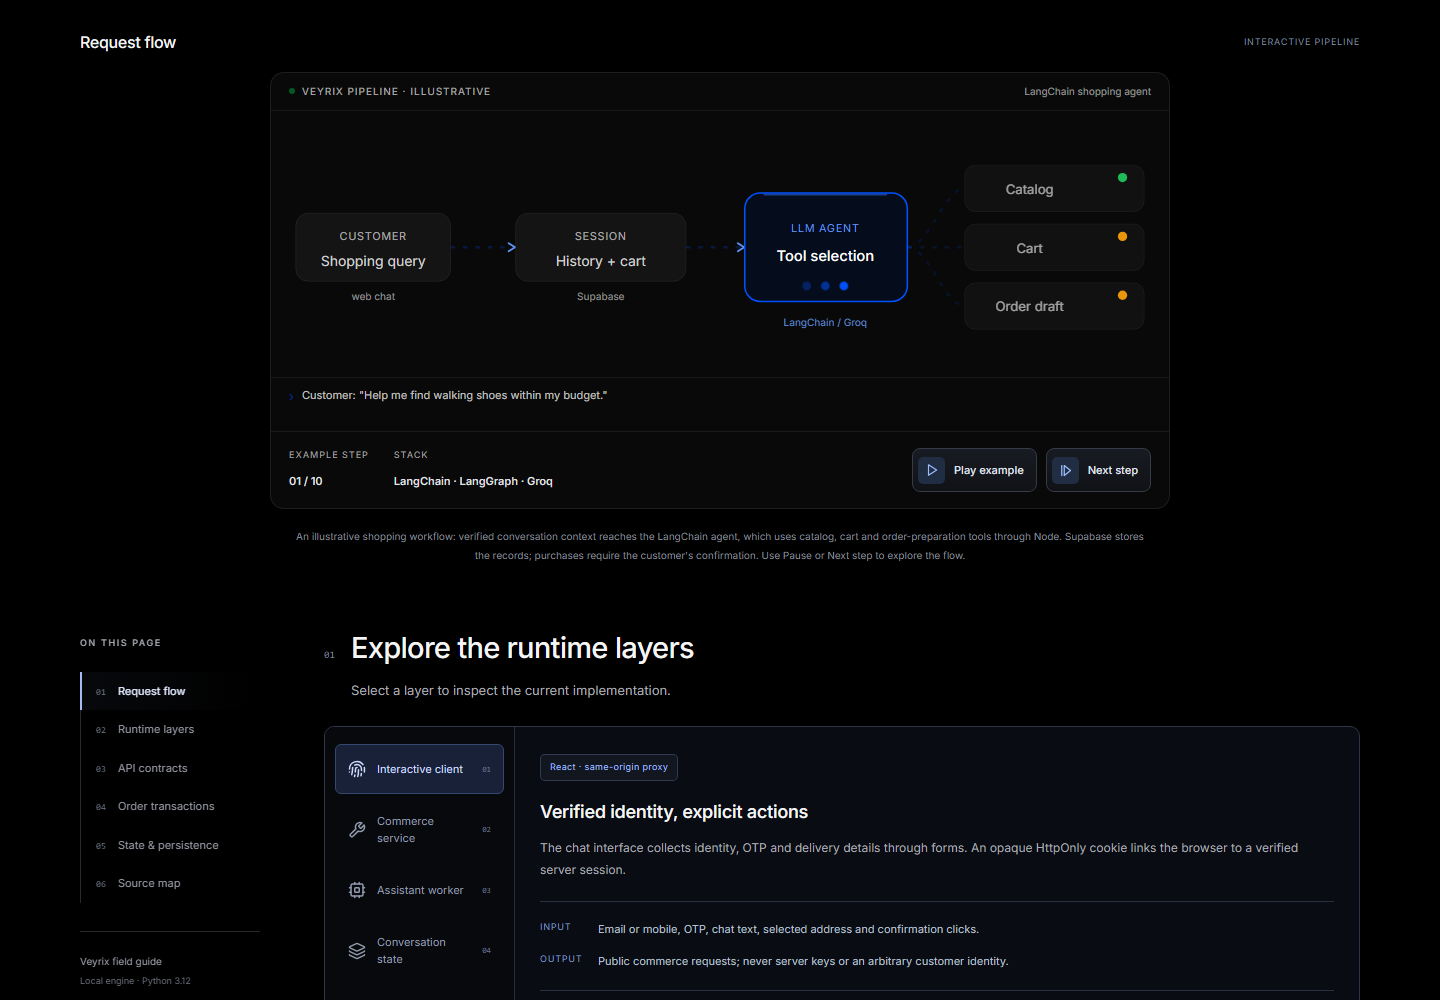 Request flow
INTERACTIVE PIPELINE
VEYRIX PIPELINE · ILLUSTRATIVE
LangChain shopping agent
CUSTOMER
Shopping query
web chat
SESSION
History + cart
Supabase
LLM AGENT
Tool selection
LangChain / Groq
Catalog
Cart
Order draft
Customer: "Help me find walking shoes within my budget."
EXAMPLE STEP
01 / 10
STACK
LangChain · LangGraph · Groq
Play example
Next step
An illustrative shopping workflow: verified conversation context reaches the LangChain agent, which uses catalog, cart and order-preparation tools through Node. Supabase stores
the records; purchases require the customer's confirmation. Use Pause or Next step to explore the flow.
ON THIS PAGE
01 Request flow
02 Runtime layers
03 API contracts
04 Order transactions
05 State & persistence
06 Source map
Veyrix field guide
Local engine · Python 3.12
01 Explore the runtime layers
Select a layer to inspect the current implementation.
Interactive client 01
Commerce
service 02
Assistant worker 03
Conversation
state 04
React · same-origin proxy
Verified identity, explicit actions
The chat interface collects identity, OTP and delivery details through forms. An opaque HttpOnly cookie links the browser to a verified
server session.
INPUT Email or mobile, OTP, chat text, selected address and confirmation clicks.
OUTPUT Public commerce requests; never server keys or an arbitrary customer identity.